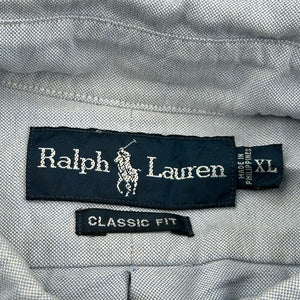 Ralph Lauren
MADE IN
PHILIPPINES
XL
CLASSIC FIT